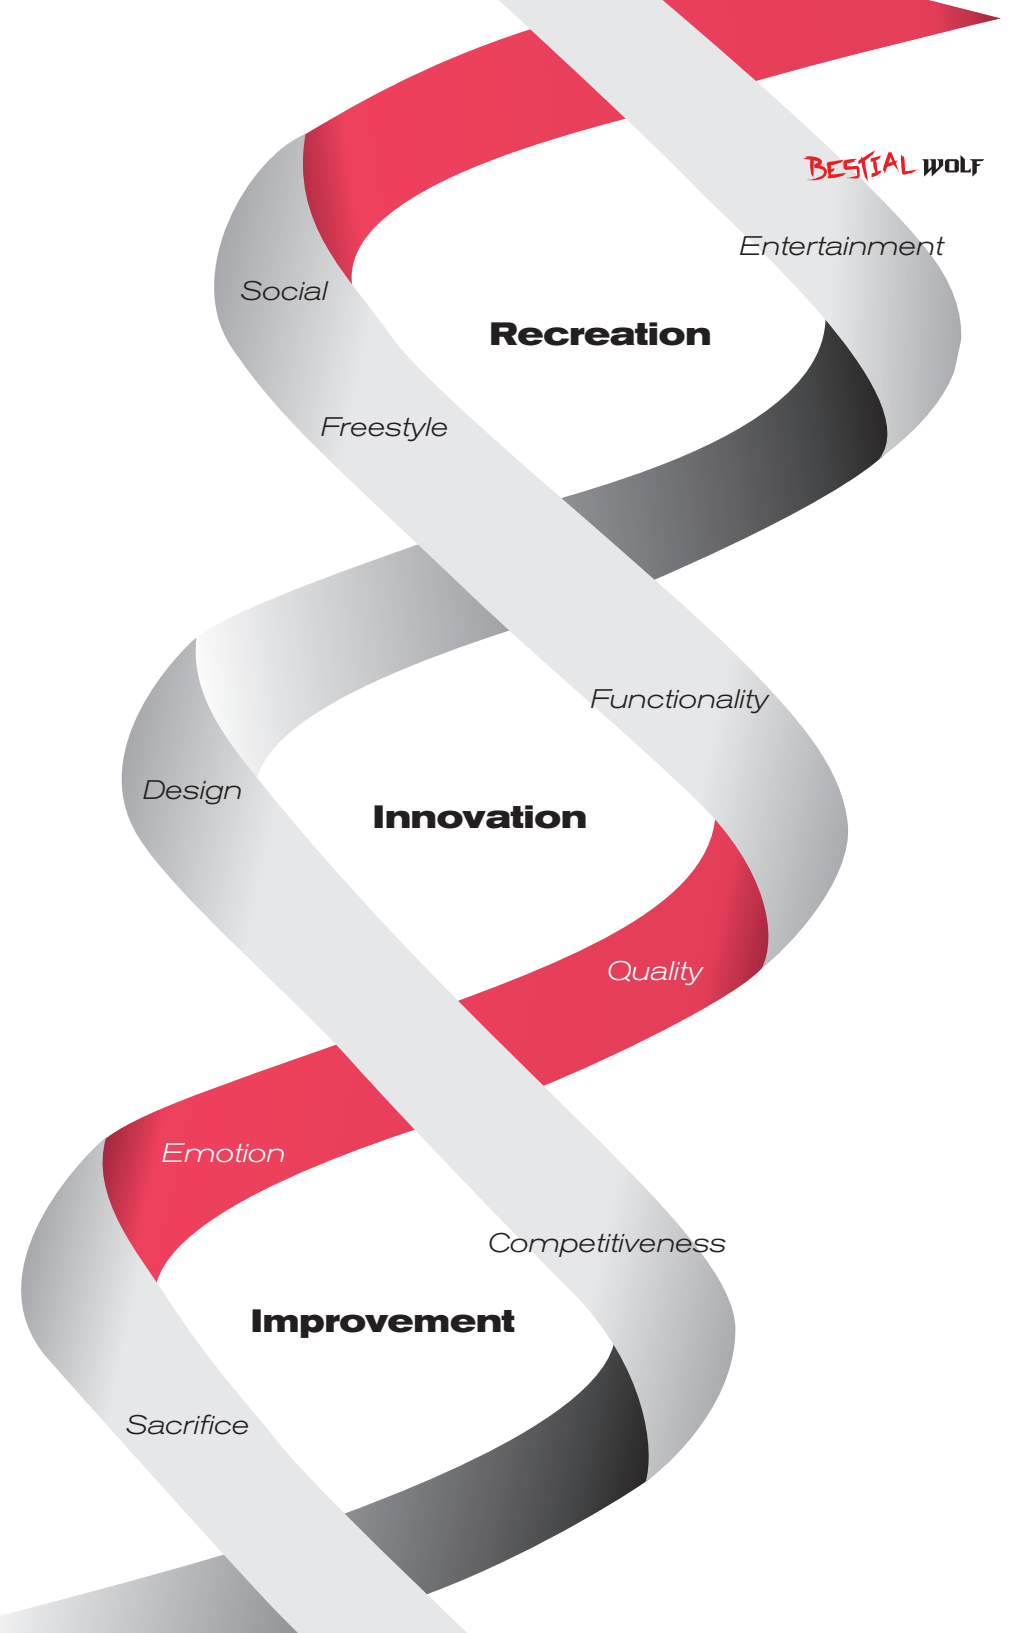 BESTIAL WOLF
Entertainment
Social
Recreation
Freestyle
Functionality
Design
Innovation
Quality
Emotion
Competitiveness
Improvement
Sacrifice